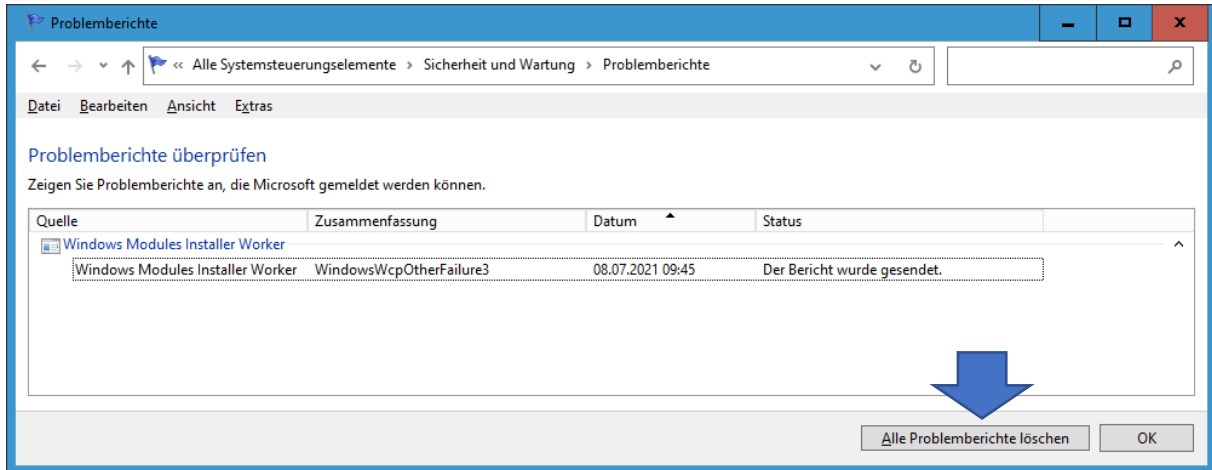 Problemberichte
« Alle Systemsteuerungselemente › Sicherheit und Wartung › Problemberichte
Datei Bearbeiten Ansicht Extras
Problemberichte überprüfen
Zeigen Sie Problemberichte an, die Microsoft gemeldet werden können.
Quelle Zusammenfassung Datum Status
Windows Modules Installer Worker
Windows Modules Installer Worker WindowsWcpOtherFailure3 08.07.2021 09:45 Der Bericht wurde gesendet.
Alle Problemberichte löschen OK